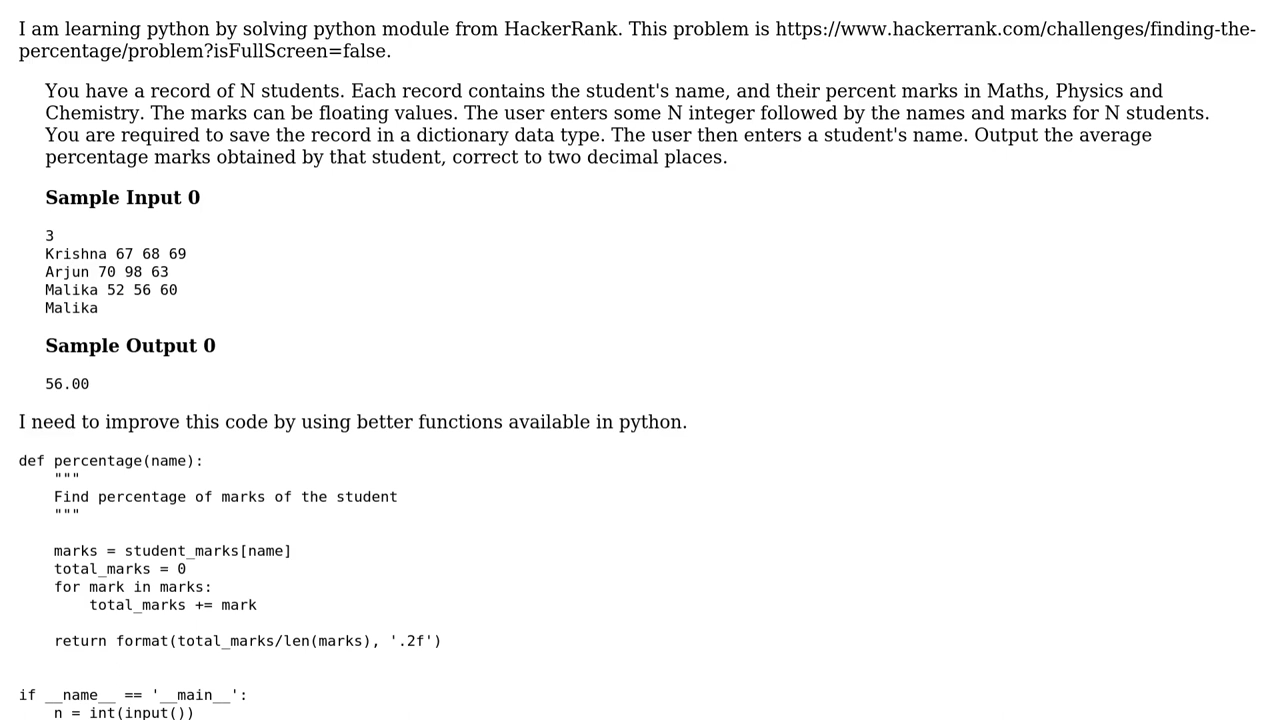 I am learning python by solving python module from HackerRank. This problem is https://www.hackerrank.com/challenges/finding-the-
percentage/problem?isFullScreen=false.
You have a record of N students. Each record contains the student's name, and their percent marks in Maths, Physics and
Chemistry. The marks can be floating values. The user enters some N integer followed by the names and marks for N students.
You are required to save the record in a dictionary data type. The user then enters a student's name. Output the average
percentage marks obtained by that student, correct to two decimal places.
Sample Input 0
3
Krishna 67 68 69
Arjun 70 98 63
Malika 52 56 60
Malika
Sample Output 0
56.00
I need to improve this code by using better functions available in python.
def percentage(name):
    """
    Find percentage of marks of the student
    """
    marks = student_marks[name]
    total_marks = 0
    for mark in marks:
        total_marks += mark
    return format(total_marks/len(marks), '.2f')
if __name__ == '__main__':
    n = int(input())